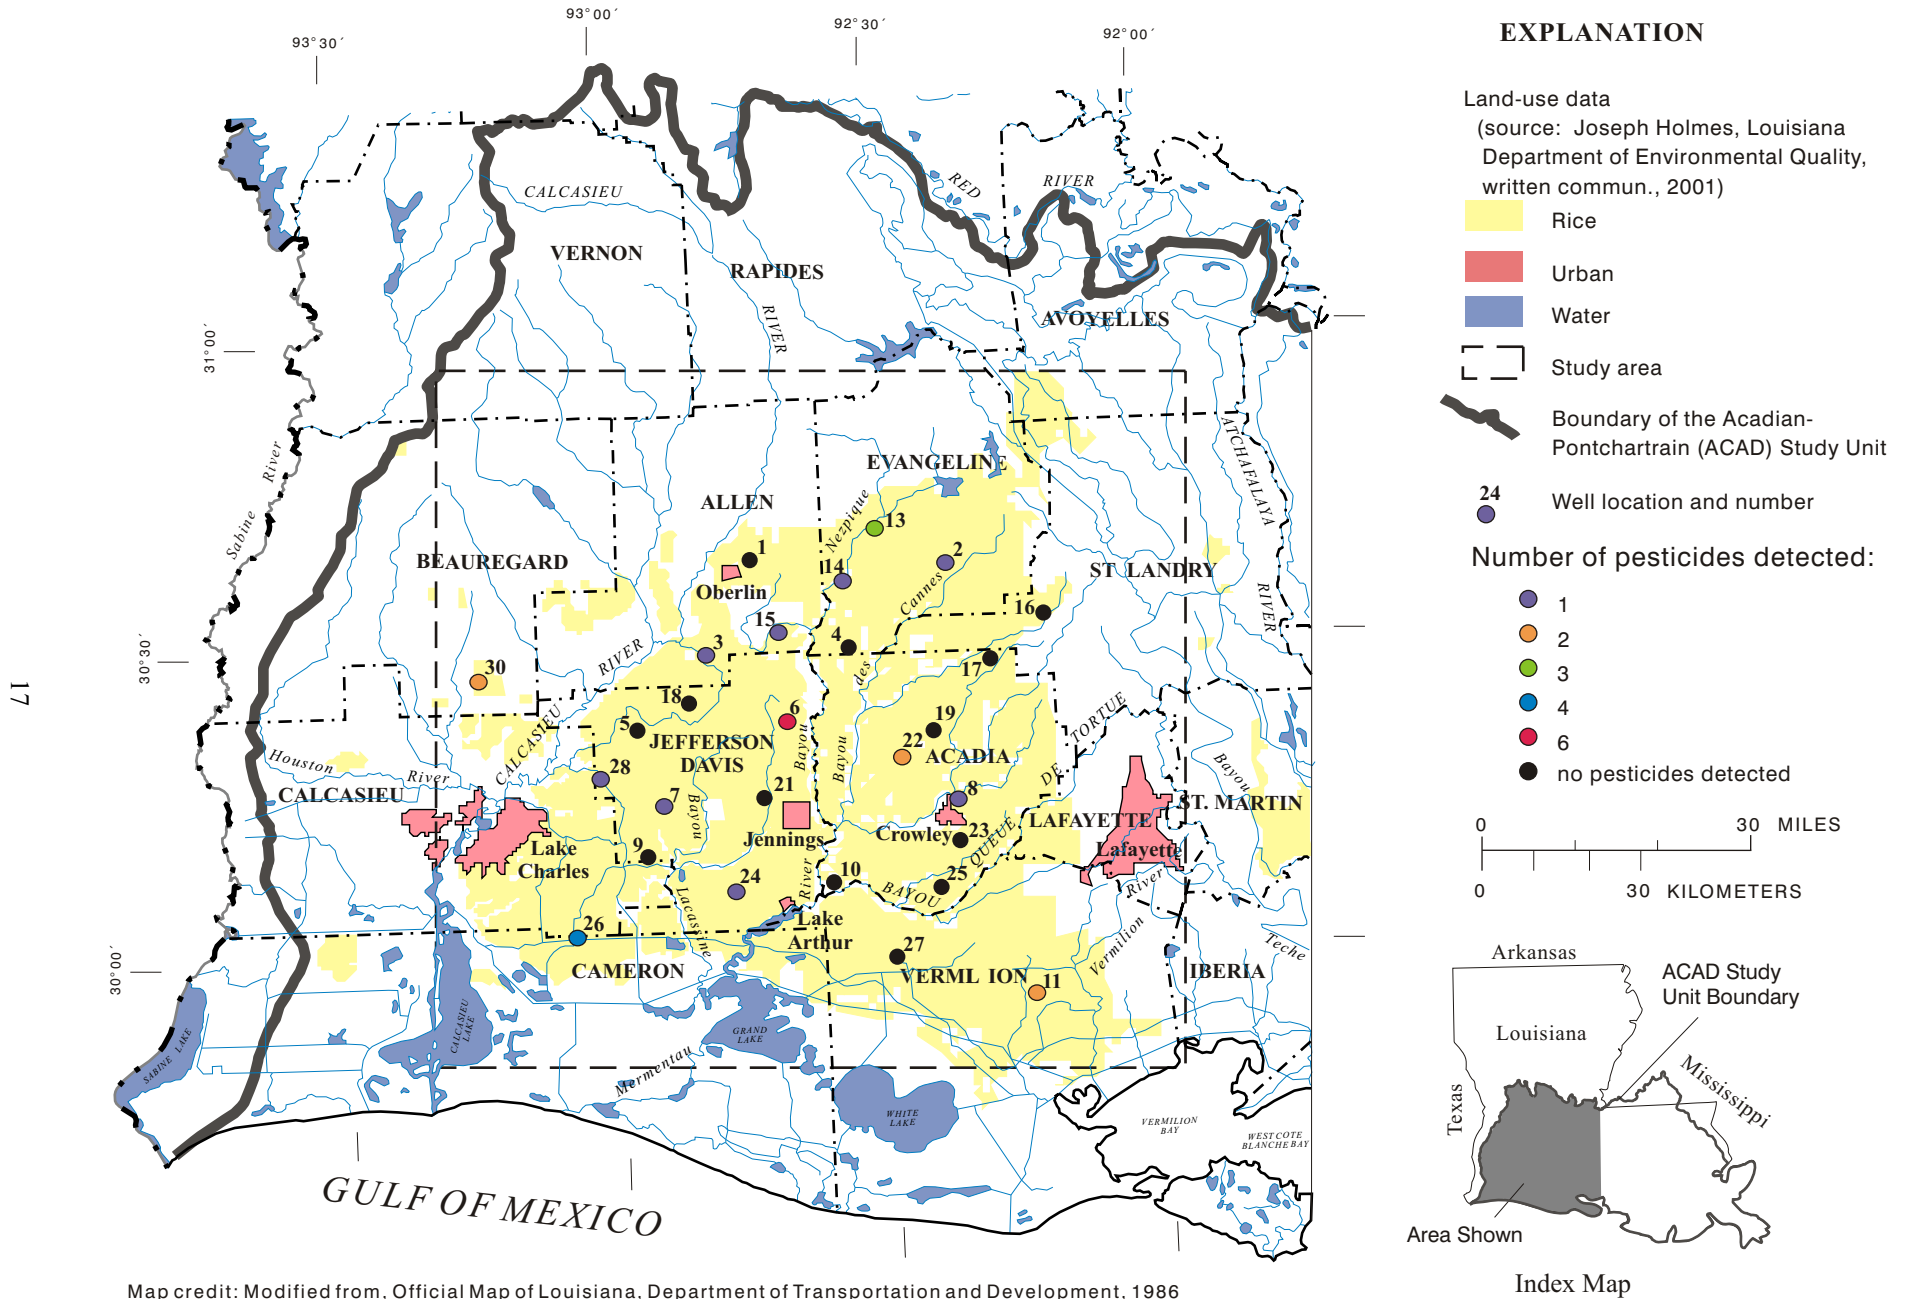 93°00´
92°30´
93°30´
92°00´
EXPLANATION
Land-use data
(source: Joseph Holmes, Louisiana
Department of Environmental Quality,
written commun., 2001)
Rice
Urban
Water
Study area
Boundary of the Acadian-
Pontchartrain (ACAD) Study Unit
24
Well location and number
Number of pesticides detected:
1
2
3
4
6
no pesticides detected
0 30 MILES
0 30 KILOMETERS
Arkansas
ACAD Study
Unit Boundary
Louisiana
Mississippi
Texas
Area Shown
Index Map
31°00´
30°30´
30°00´
17
CALCASIEU
RIVER
RED
RIVER
VERNON
RAPIDES
AVOYELLES
ATCHAFALAYA
RIVER
Sabine
River
EVANGELINE
ALLEN
BEAUREGARD
ST LANDRY
Nezpique
13
1
2
14
Oberlin
Cannes
16
15
4
3
RIVER
des
17
30
18
6
5
JEFFERSON
DAVIS
19
22
ACADIA
TORTUE
DE
Bayou
Bayou
CALCASIEU
Houston
River
CALCASIEU
28
7
Bayou
21
8
Jennings
Crowley
23
QUEUE
LAFAYETTE
Lafayette
Bayou
ST. MARTIN
Lake
Charles
9
24
River
10
25
BAYOU
River
Lacassine
Lake
Arthur
26
27
Vermilion
Teche
CAMERON
VERML ION
11
IBERIA
CALCASIEU
LAKE
GRAND
LAKE
SABINE LAKE
Mermentau
WHITE
LAKE
VERMILION
BAY
WEST COTE
BLANCHE BAY
GULF OF MEXICO
Map credit: Modified from, Official Map of Louisiana, Department of Transportation and Development, 1986